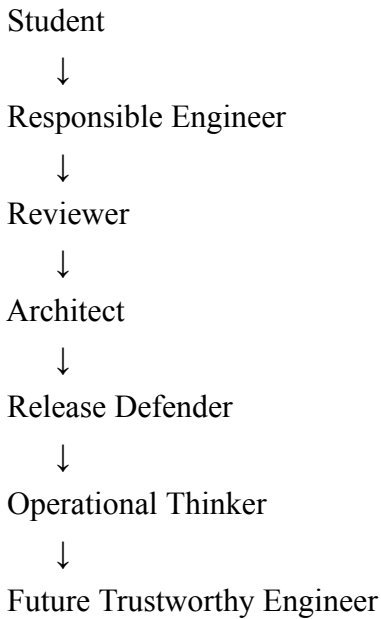 Student
↓
Responsible Engineer
↓
Reviewer
↓
Architect
↓
Release Defender
↓
Operational Thinker
↓
Future Trustworthy Engineer